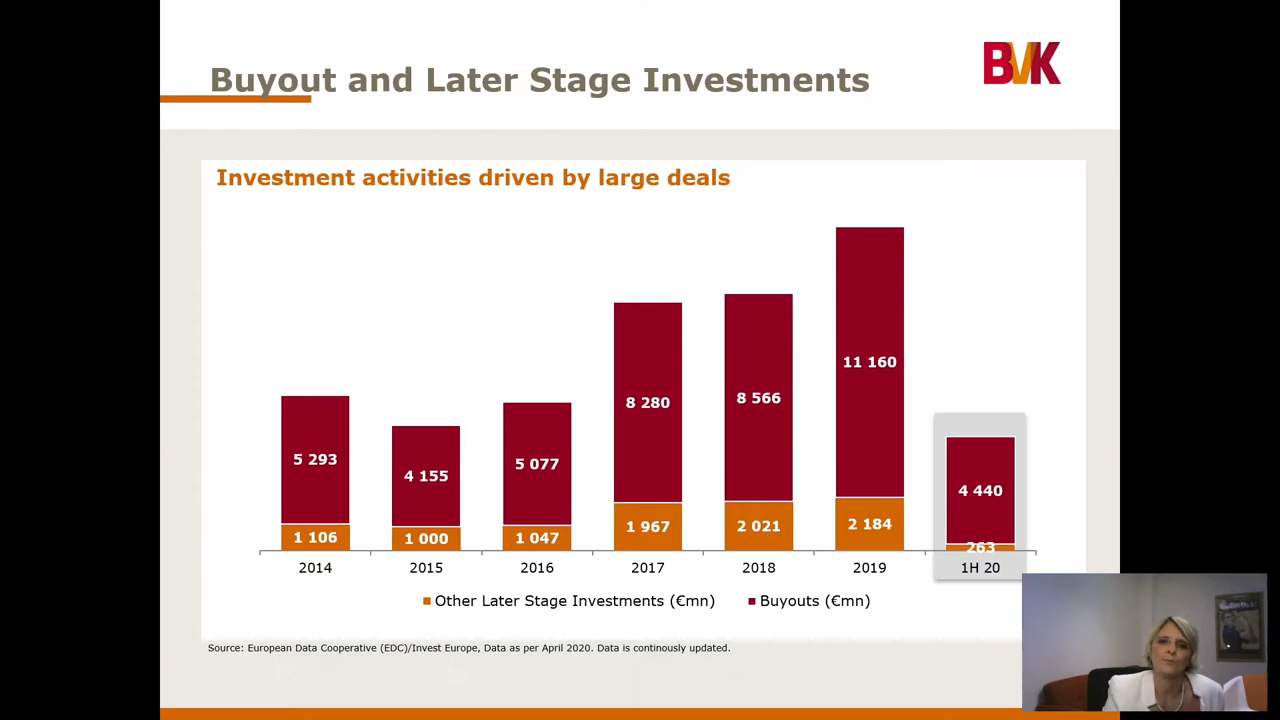 Buyout and Later Stage Investments
BVK
Investment activities driven by large deals
11 160
8 280
8 566
5 293
4 155
5 077
4 440
1 106
1 000
1 047
1 967
2 021
2 184
263
2014
2015
2016
2017
2018
2019
1H 20
Other Later Stage Investments (€mn)
Buyouts (€mn)
Source: European Data Cooperative (EDC)/Invest Europe, Data as per April 2020. Data is continously updated.